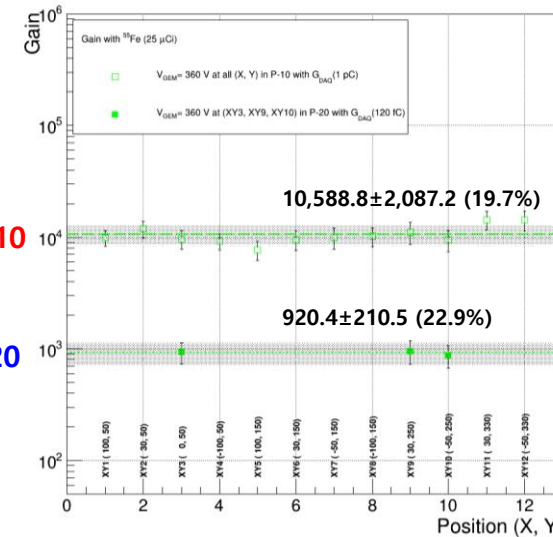 Gain
10⁶
Gain with ⁵⁵Fe (25 μCi)
V_GEM= 360 V at all (X, Y) in P-10 with G_DAQ(1 pC)
V_GEM= 360 V at (XY3, XY9, XY10) in P-20 with G_DAQ(120 fC)
10⁵
10,588.8±2,087.2 (19.7%)
10
10⁴
920.4±210.5 (22.9%)
20
10³
XY1 ( 100, 50)
XY2 ( 30, 50)
XY3 ( 0, 50)
XY4 (-100, 50)
XY5 ( 100, 150)
XY6 ( 30, 150)
XY7 ( -50, 150)
XY8 (-100, 150)
XY9 ( 30, 250)
XY10 ( -50, 250)
XY11 ( 30, 330)
XY12 ( -50, 330)
10²
0 2 4 6 8 10 12
Position (X, Y